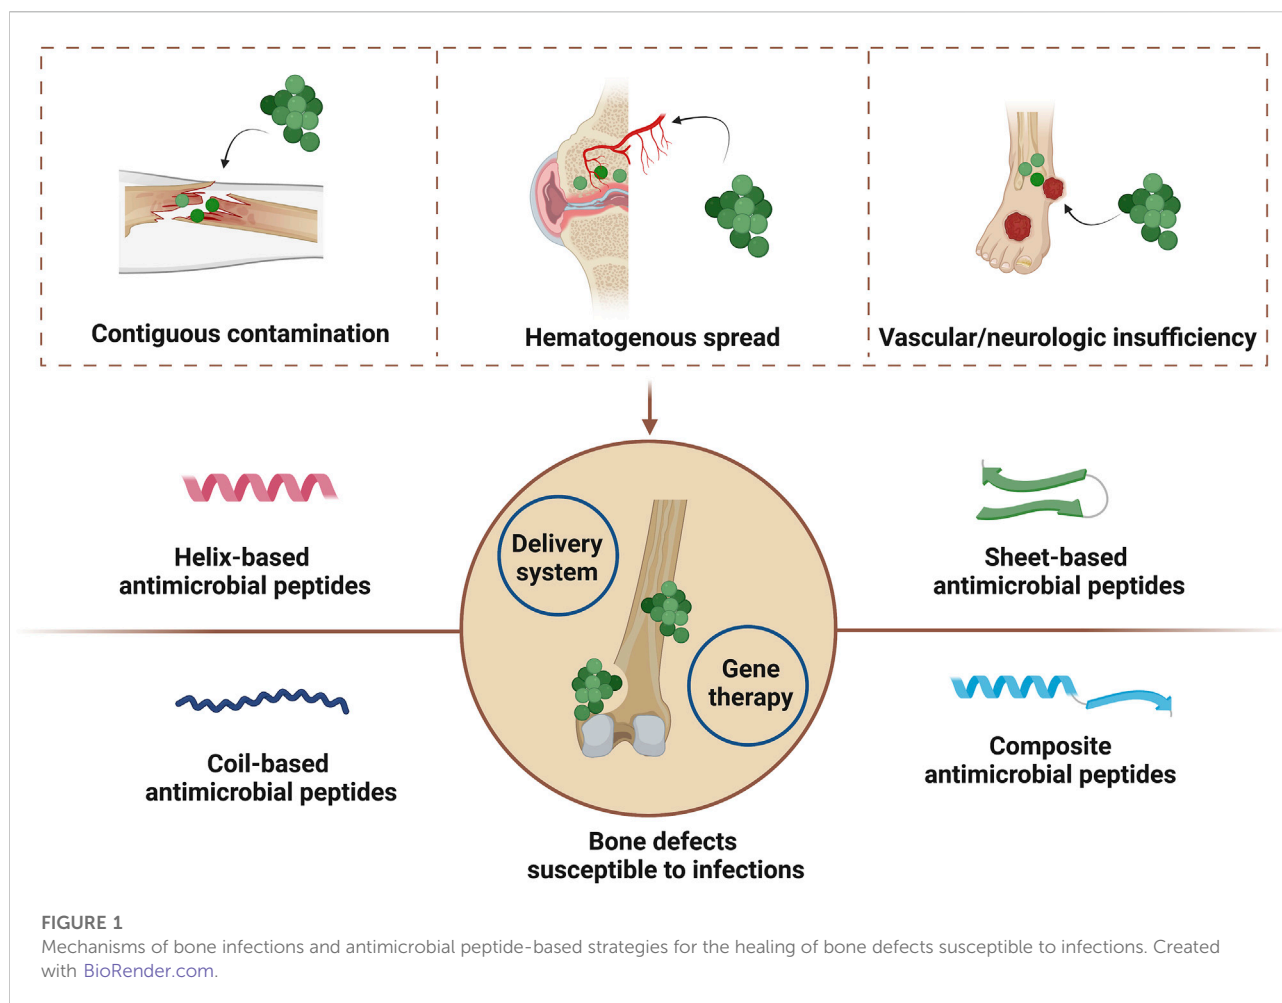 Contiguous contamination
Hematogenous spread
Vascular/neurologic insufficiency
Helix-based
antimicrobial peptides
Delivery
system
Sheet-based
antimicrobial peptides
Gene
therapy
Coil-based
antimicrobial peptides
Composite
antimicrobial peptides
Bone defects
susceptible to infections
FIGURE 1
Mechanisms of bone infections and antimicrobial peptide-based strategies for the healing of bone defects susceptible to infections. Created
with BioRender.com.